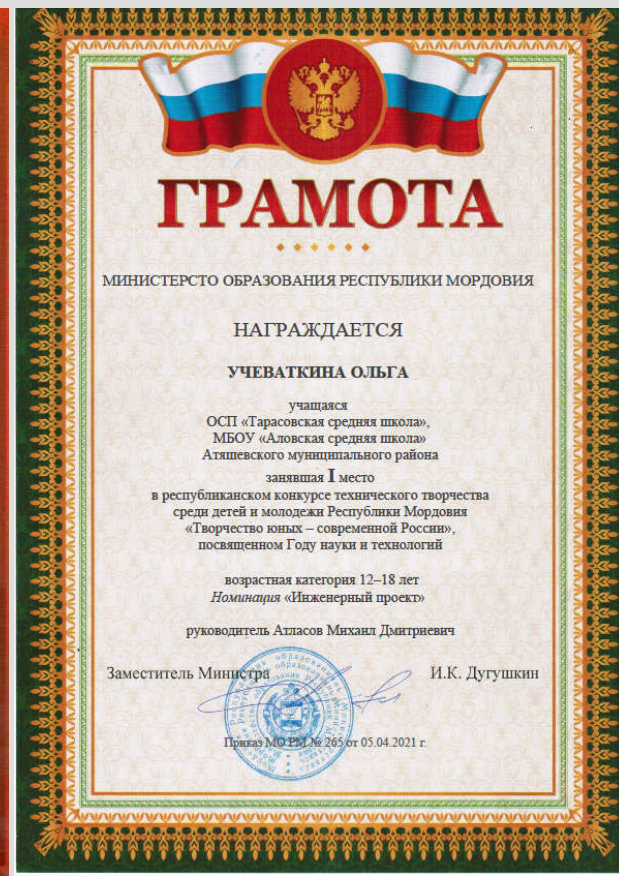 ГРАМОТА
МИНИСТЕРСТО ОБРАЗОВАНИЯ РЕСПУБЛИКИ МОРДОВИЯ
НАГРАЖДАЕТСЯ
УЧЕВАТКИНА ОЛЬГА
учащаяся
ОСП «Тарасовская средняя школа»,
МБОУ «Аловская средняя школа»
Атяшевского муниципального района
занявшая I место
в республиканском конкурсе технического творчества
среди детей и молодежи Республики Мордовия
«Творчество юных – современной России»,
посвященном Году науки и технологий
возрастная категория 12–18 лет
Номинация «Инженерный проект»
руководитель Атласов Михаил Дмитриевич
Заместитель Министра И.К. Дугушкин
Приказ МО РМ № 265 от 05.04.2021 г.